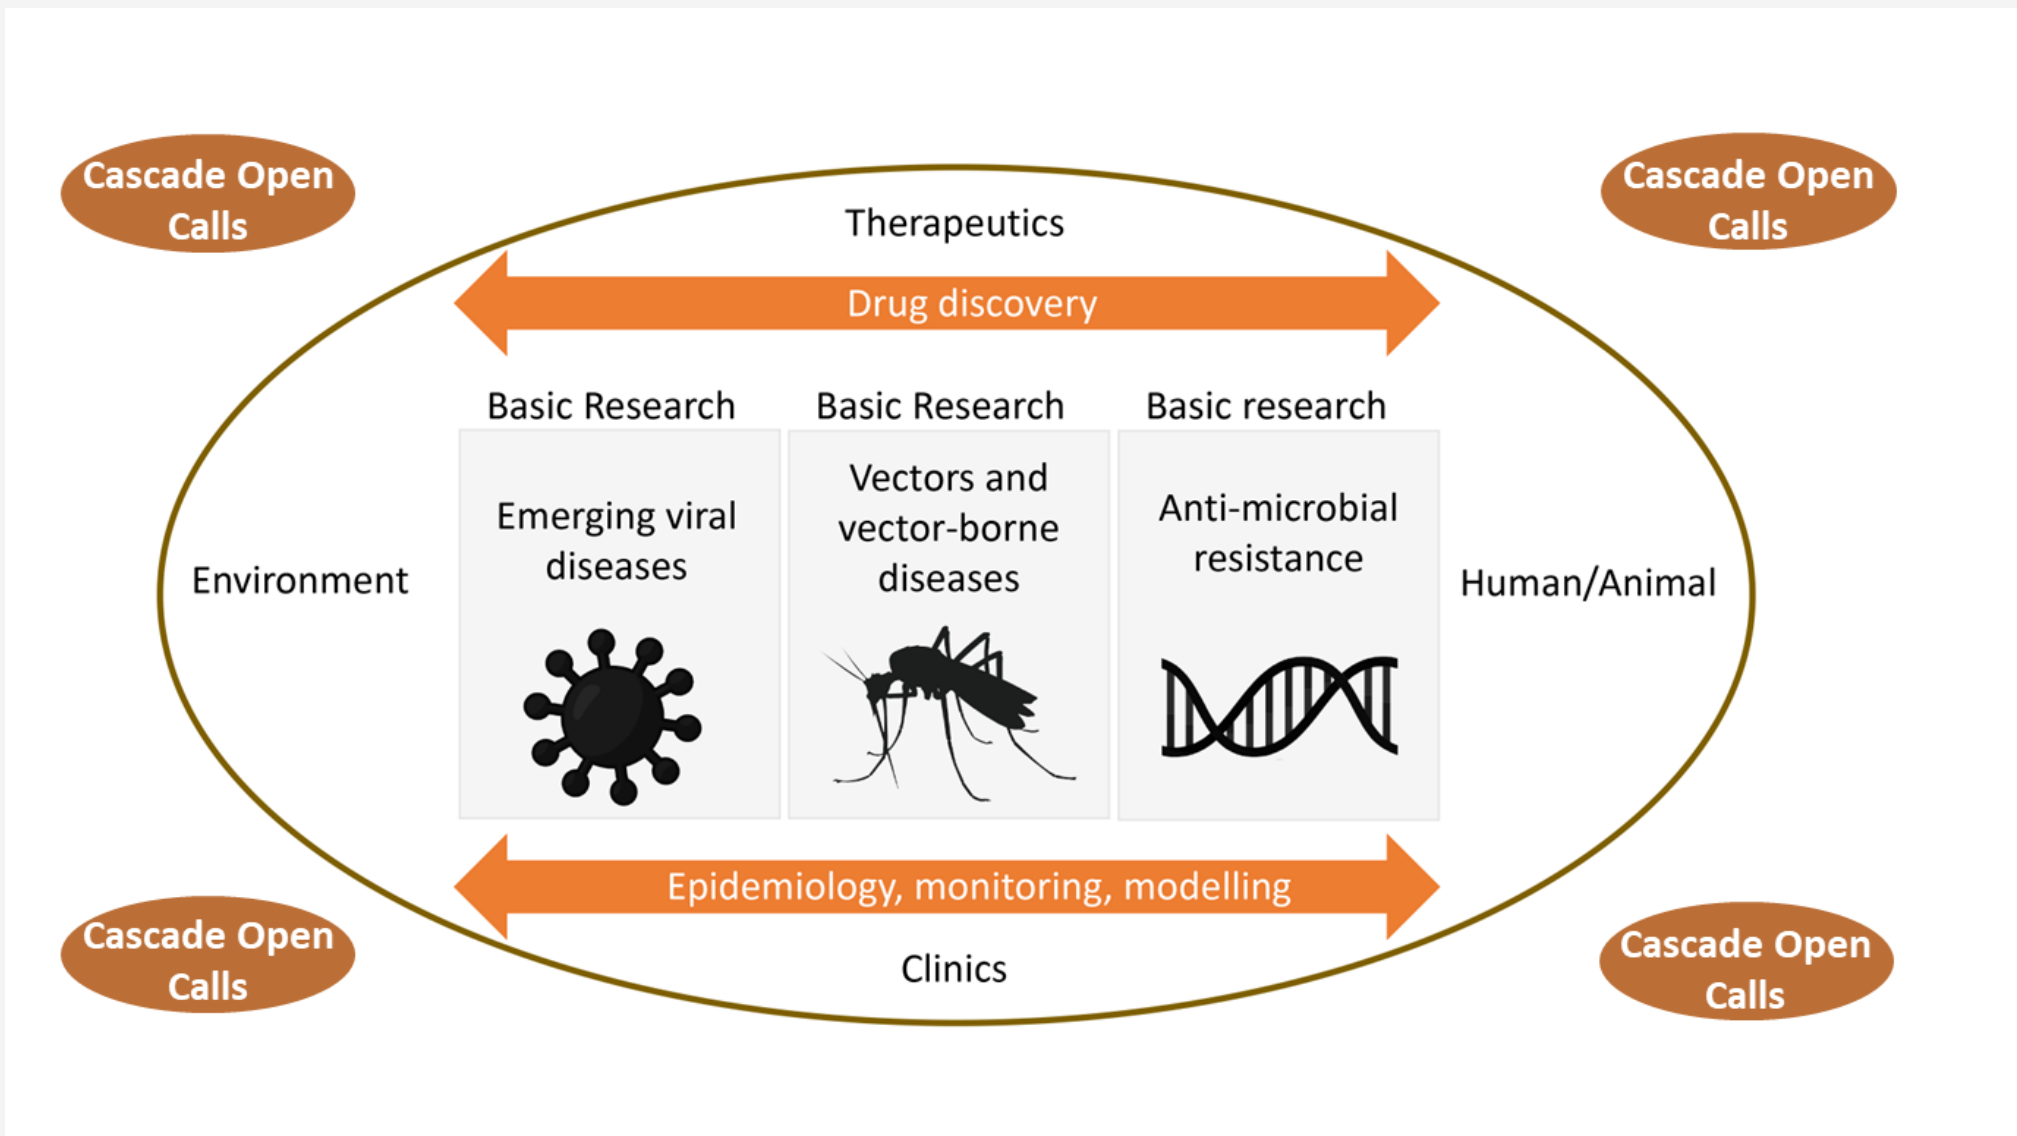 Cascade Open
Calls
Cascade Open
Calls
Therapeutics
Drug discovery
Basic Research
Basic Research
Basic research
Emerging viral
diseases
Vectors and
vector-borne
diseases
Anti-microbial
resistance
Environment
Human/Animal
Epidemiology, monitoring, modelling
Clinics
Cascade Open
Calls
Cascade Open
Calls